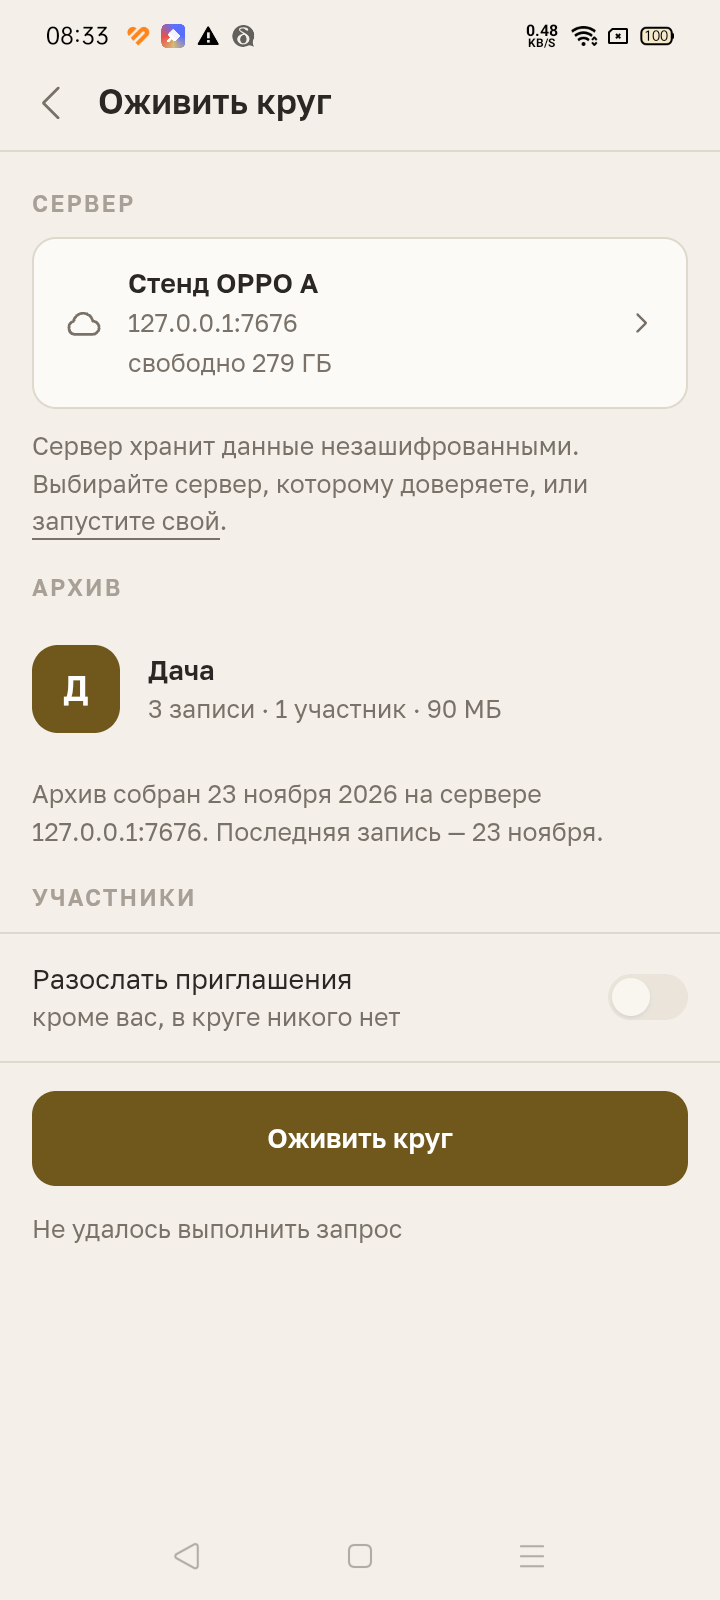 08:33
0.48
KB/S
100
Оживить круг
СЕРВЕР
Стенд OPPO A
127.0.0.1:7676
свободно 279 ГБ
Сервер хранит данные незашифрованными.
Выбирайте сервер, которому доверяете, или
запустите свой.
АРХИВ
Д
Дача
3 записи · 1 участник · 90 МБ
Архив собран 23 ноября 2026 на сервере
127.0.0.1:7676. Последняя запись — 23 ноября.
УЧАСТНИКИ
Разослать приглашения
кроме вас, в круге никого нет
Оживить круг
Не удалось выполнить запрос